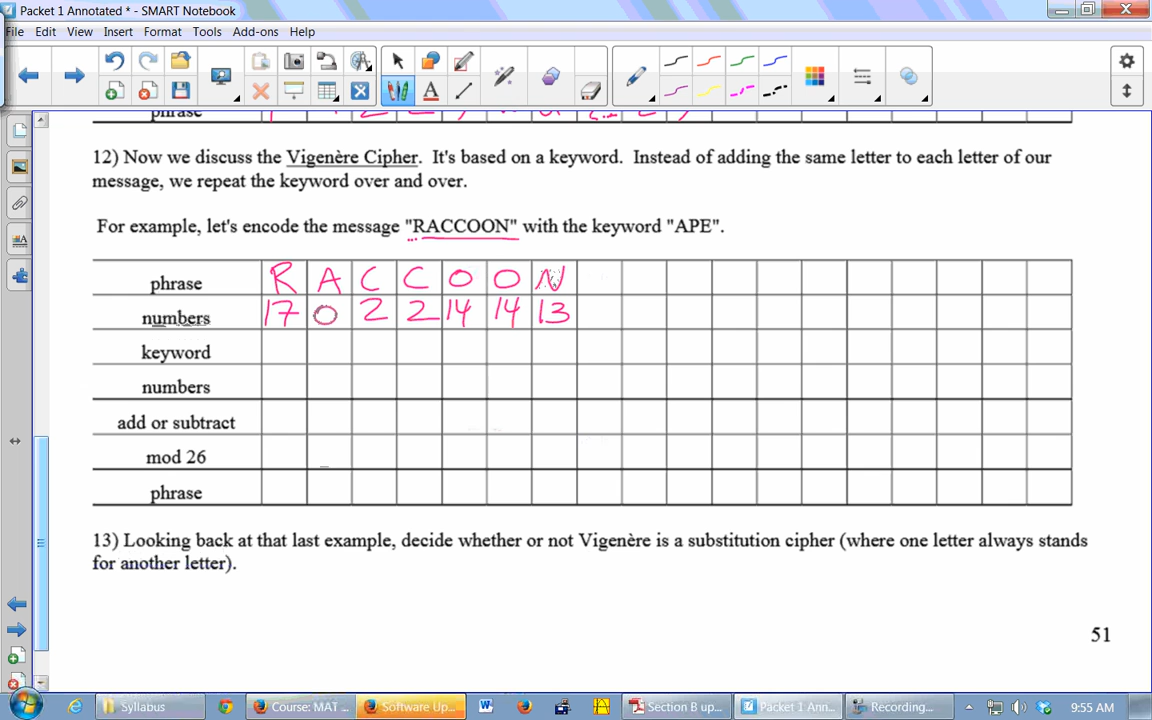 Packet 1 Annotated * - SMART Notebook
File Edit View Insert Format Tools Add-ons Help
phrase
12) Now we discuss the Vigenère Cipher. It's based on a keyword. Instead of adding the same letter to each letter of our
message, we repeat the keyword over and over.
For example, let's encode the message "RACCOON" with the keyword "APE".
phrase R A C C O O N
numbers 17 0 2 2 14 14 13
keyword
numbers
add or subtract
mod 26
phrase
13) Looking back at that last example, decide whether or not Vigenère is a substitution cipher (where one letter always stands
for another letter).
51
Syllabus Course: MAT ... Software Up... Section B up... Packet 1 Ann... Recording... 9:55 AM